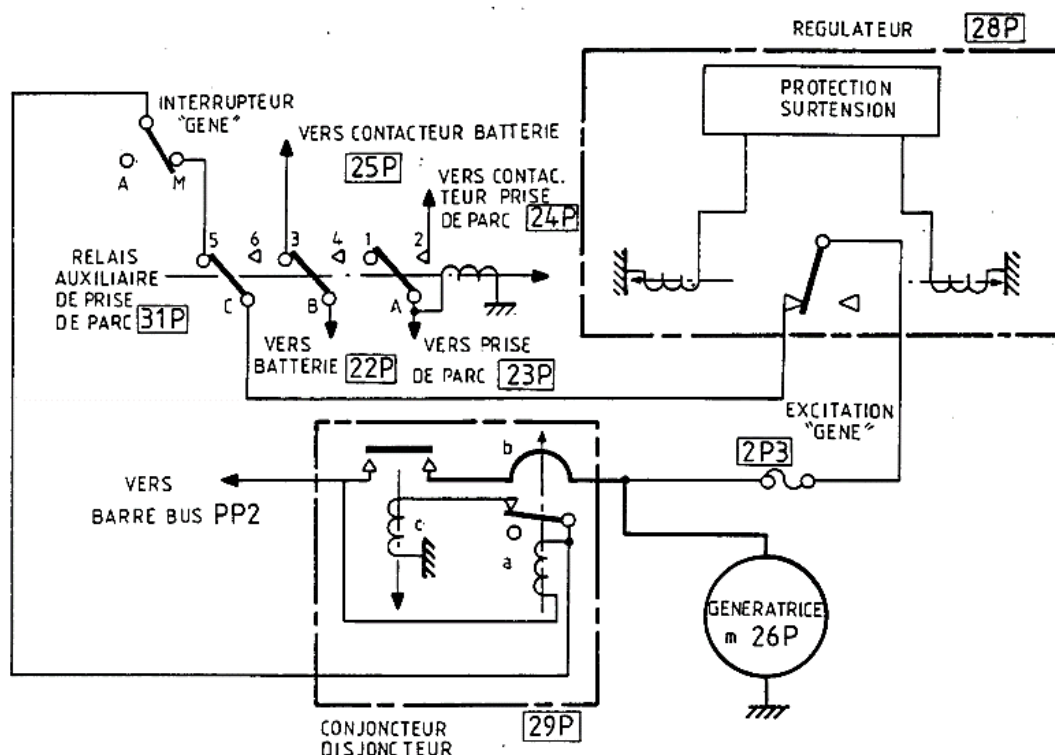 REGULATEUR 28P
PROTECTION
SURTENSION
INTERRUPTEUR
"GENE"
A
M
VERS CONTACTEUR BATTERIE
25P
VERS CONTAC.
TEUR PRISE
DE PARC 24P
5
6
3
4
1
2
RELAIS
AUXILIAIRE
DE PRISE
DE PARC 31P
C
B
A
VERS
BATTERIE 22P
VERS PRISE
DE PARC 23P
EXCITATION
"GENE"
2P3
VERS
BARRE BUS PP2
b
c
a
GENERATRICE
m 26P
CONJONCTEUR
DISJONCTEUR
29P